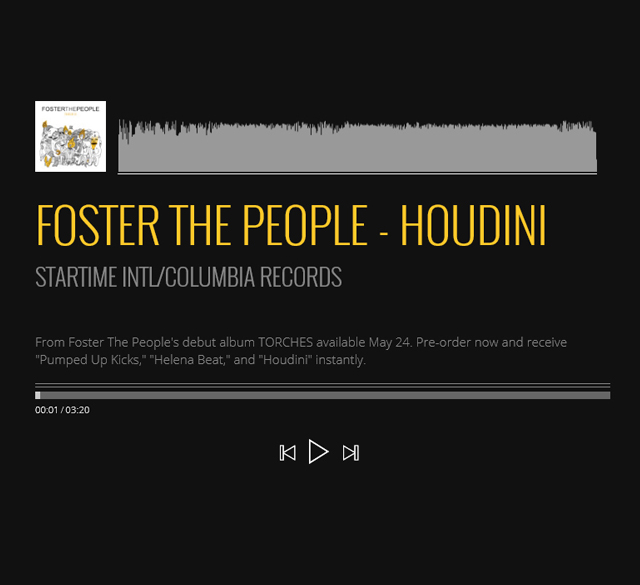 FOSTERTHEPEOPLE
FOSTER THE PEOPLE - HOUDINI
STARTIME INTL/COLUMBIA RECORDS
From Foster The People's debut album TORCHES available May 24. Pre-order now and receive
"Pumped Up Kicks," "Helena Beat," and "Houdini" instantly.
00:01 / 03:20